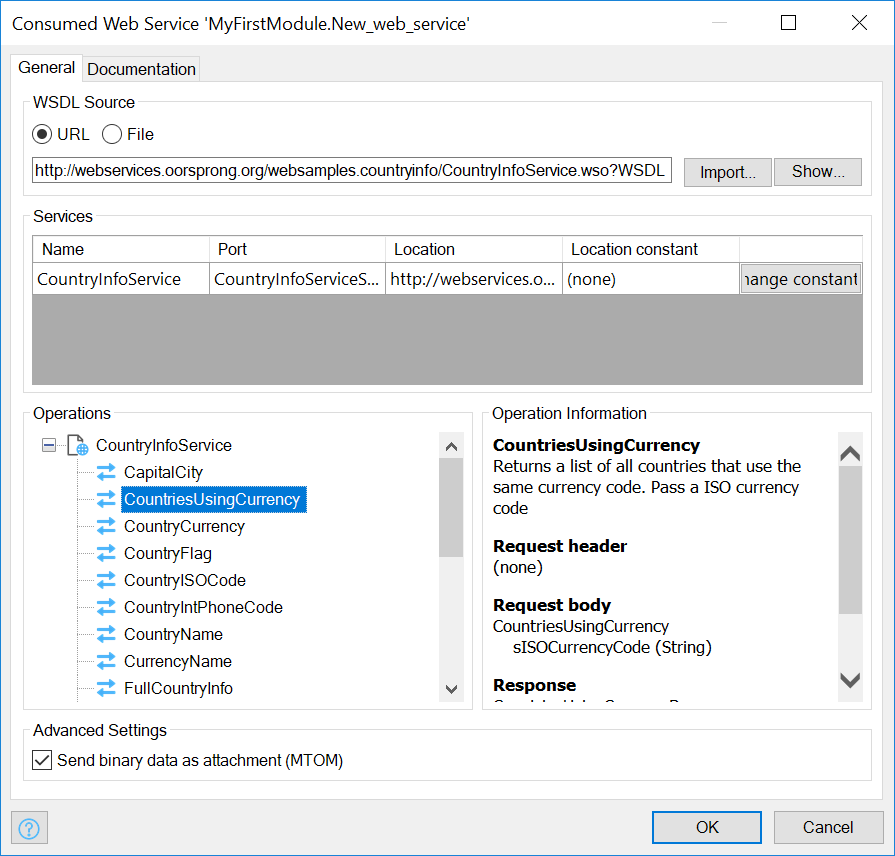 Consumed Web Service 'MyFirstModule.New_web_service'
General Documentation
WSDL Source
URL File
http://webservices.oorsprong.org/websamples.countryinfo/CountryInfoService.wso?WSDL Import... Show...
Services
Name Port Location Location constant
CountryInfoService CountryInfoServiceS... http://webservices.o... (none) hange constant
Operations
CountryInfoService
CapitalCity
CountriesUsingCurrency
CountryCurrency
CountryFlag
CountryISOCode
CountryIntPhoneCode
CountryName
CurrencyName
FullCountryInfo
Operation Information
CountriesUsingCurrency
Returns a list of all countries that use the
same currency code. Pass a ISO currency
code
Request header
(none)
Request body
CountriesUsingCurrency
sISOCurrencyCode (String)
Response
Advanced Settings
Send binary data as attachment (MTOM)
OK Cancel